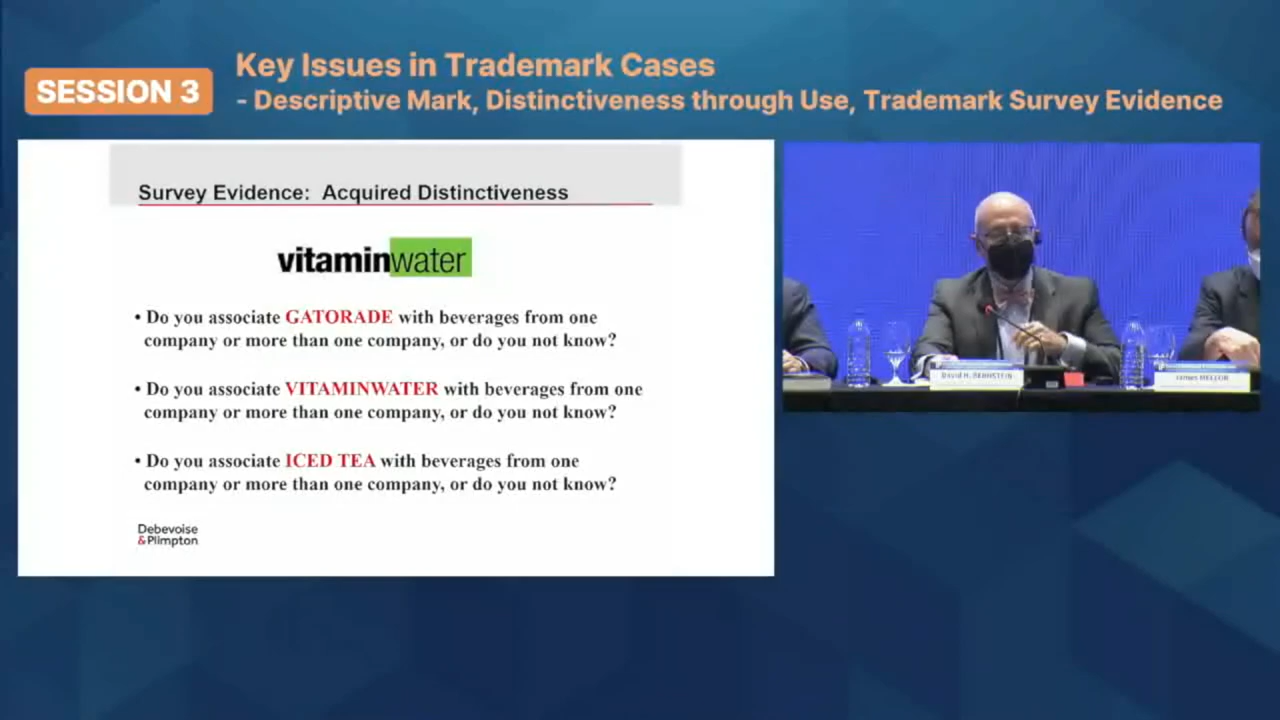 SESSION 3
Key Issues in Trademark Cases
- Descriptive Mark, Distinctiveness through Use, Trademark Survey Evidence
Survey Evidence: Acquired Distinctiveness
vitaminwater
• Do you associate GATORADE with beverages from one
company or more than one company, or do you not know?
• Do you associate VITAMINWATER with beverages from one
company or more than one company, or do you not know?
• Do you associate ICED TEA with beverages from one
company or more than one company, or do you not know?
Debevoise
&Plimpton
David H. BERNSTEIN
James MELLOR